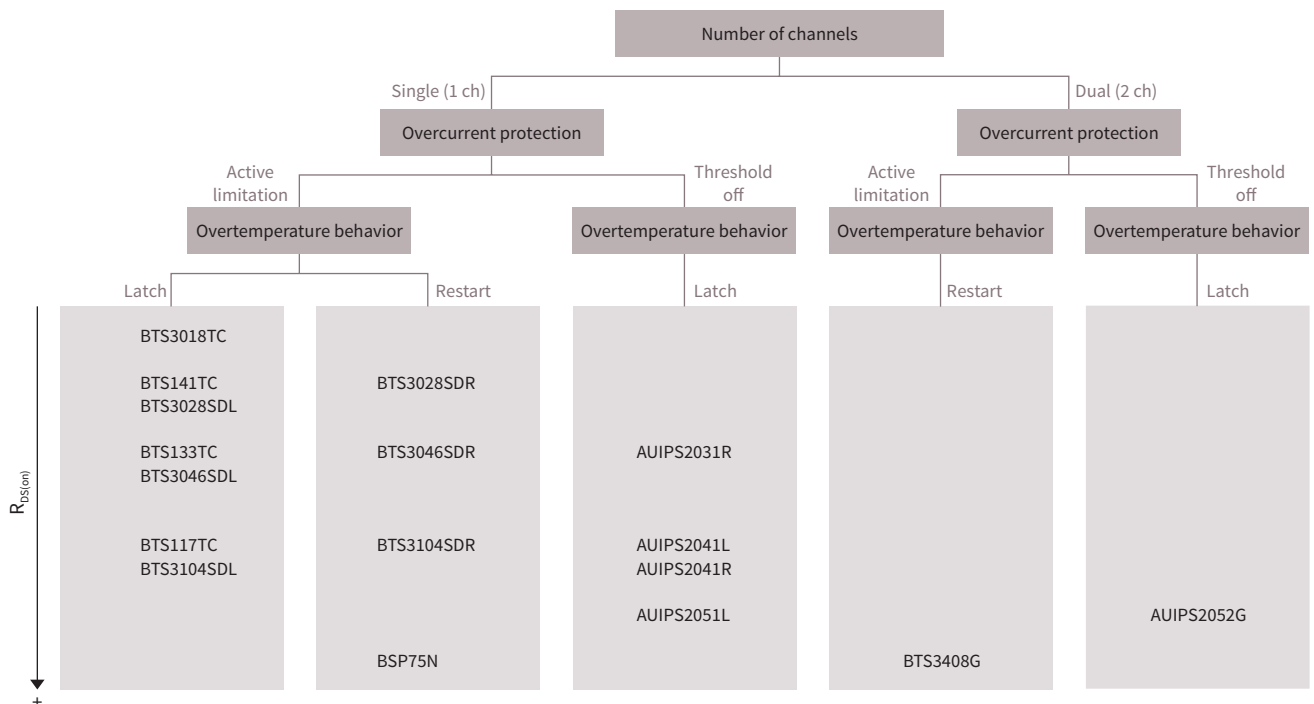 Number of channels
Single (1 ch)
Dual (2 ch)
Overcurrent protection
Overcurrent protection
Active
limitation
Threshold
off
Active
limitation
Threshold
off
Overtemperature behavior
Overtemperature behavior
Overtemperature behavior
Overtemperature behavior
Latch
Restart
Latch
Restart
Latch
BTS3018TC
BTS141TC
BTS3028SDL
BTS133TC
BTS3046SDL
BTS117TC
BTS3104SDL
BTS3028SDR
BTS3046SDR
BTS3104SDR
BSP75N
AUIPS2031R
AUIPS2041L
AUIPS2041R
AUIPS2051L
BTS3408G
AUIPS2052G
RDS(on)
+